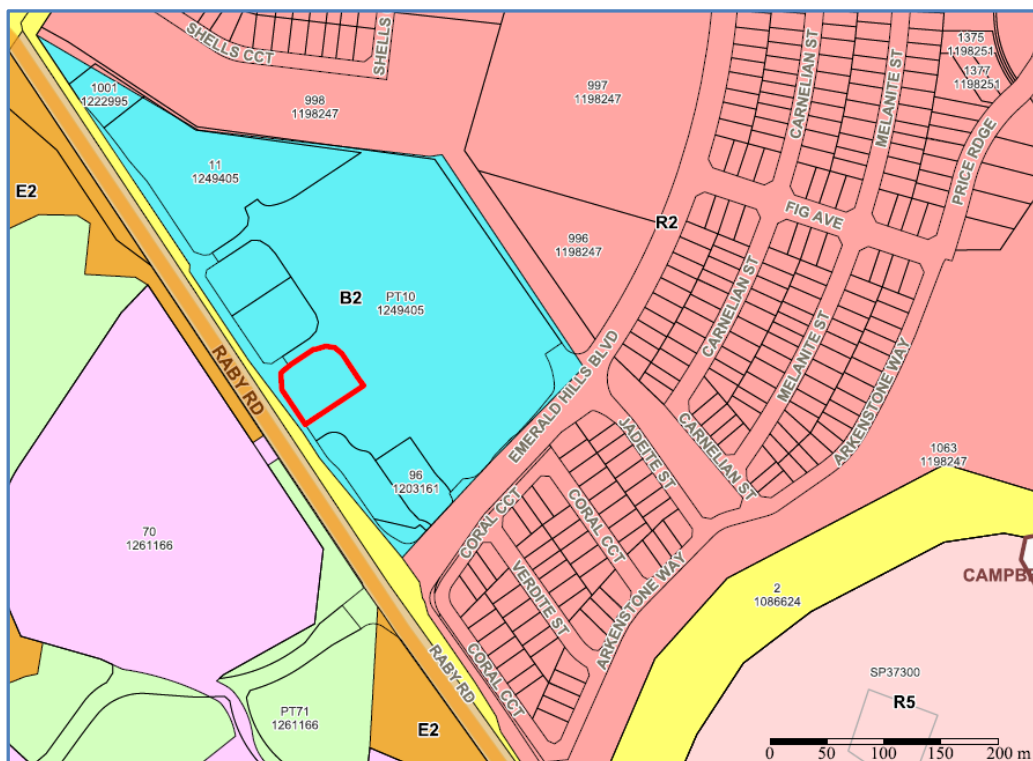 SHELLS CCT
SHELLS
CARNELIAN ST
MELANITE ST
1375
1198251
1377
1198251
1001
1222995
998
1198247
997
1198247
PRICE RDGE
11
1249405
E2
R2
FIG AVE
996
1198247
B2
PT10
1249405
CARNELIAN ST
MELANITE ST
RABY RD
EMERALD HILLS BLVD
ARKENSTONE WAY
JADEITE ST
CARNELIAN ST
1063
1198247
96
1203161
CORAL CCT
CORAL CCT
70
1261166
VERDITE ST
ARKENSTONE WAY
CAMPB
2
1086624
RABY-RD
CORAL CCT
SP37300
R5
PT71
1261166
E2
0 50 100 150 200 m